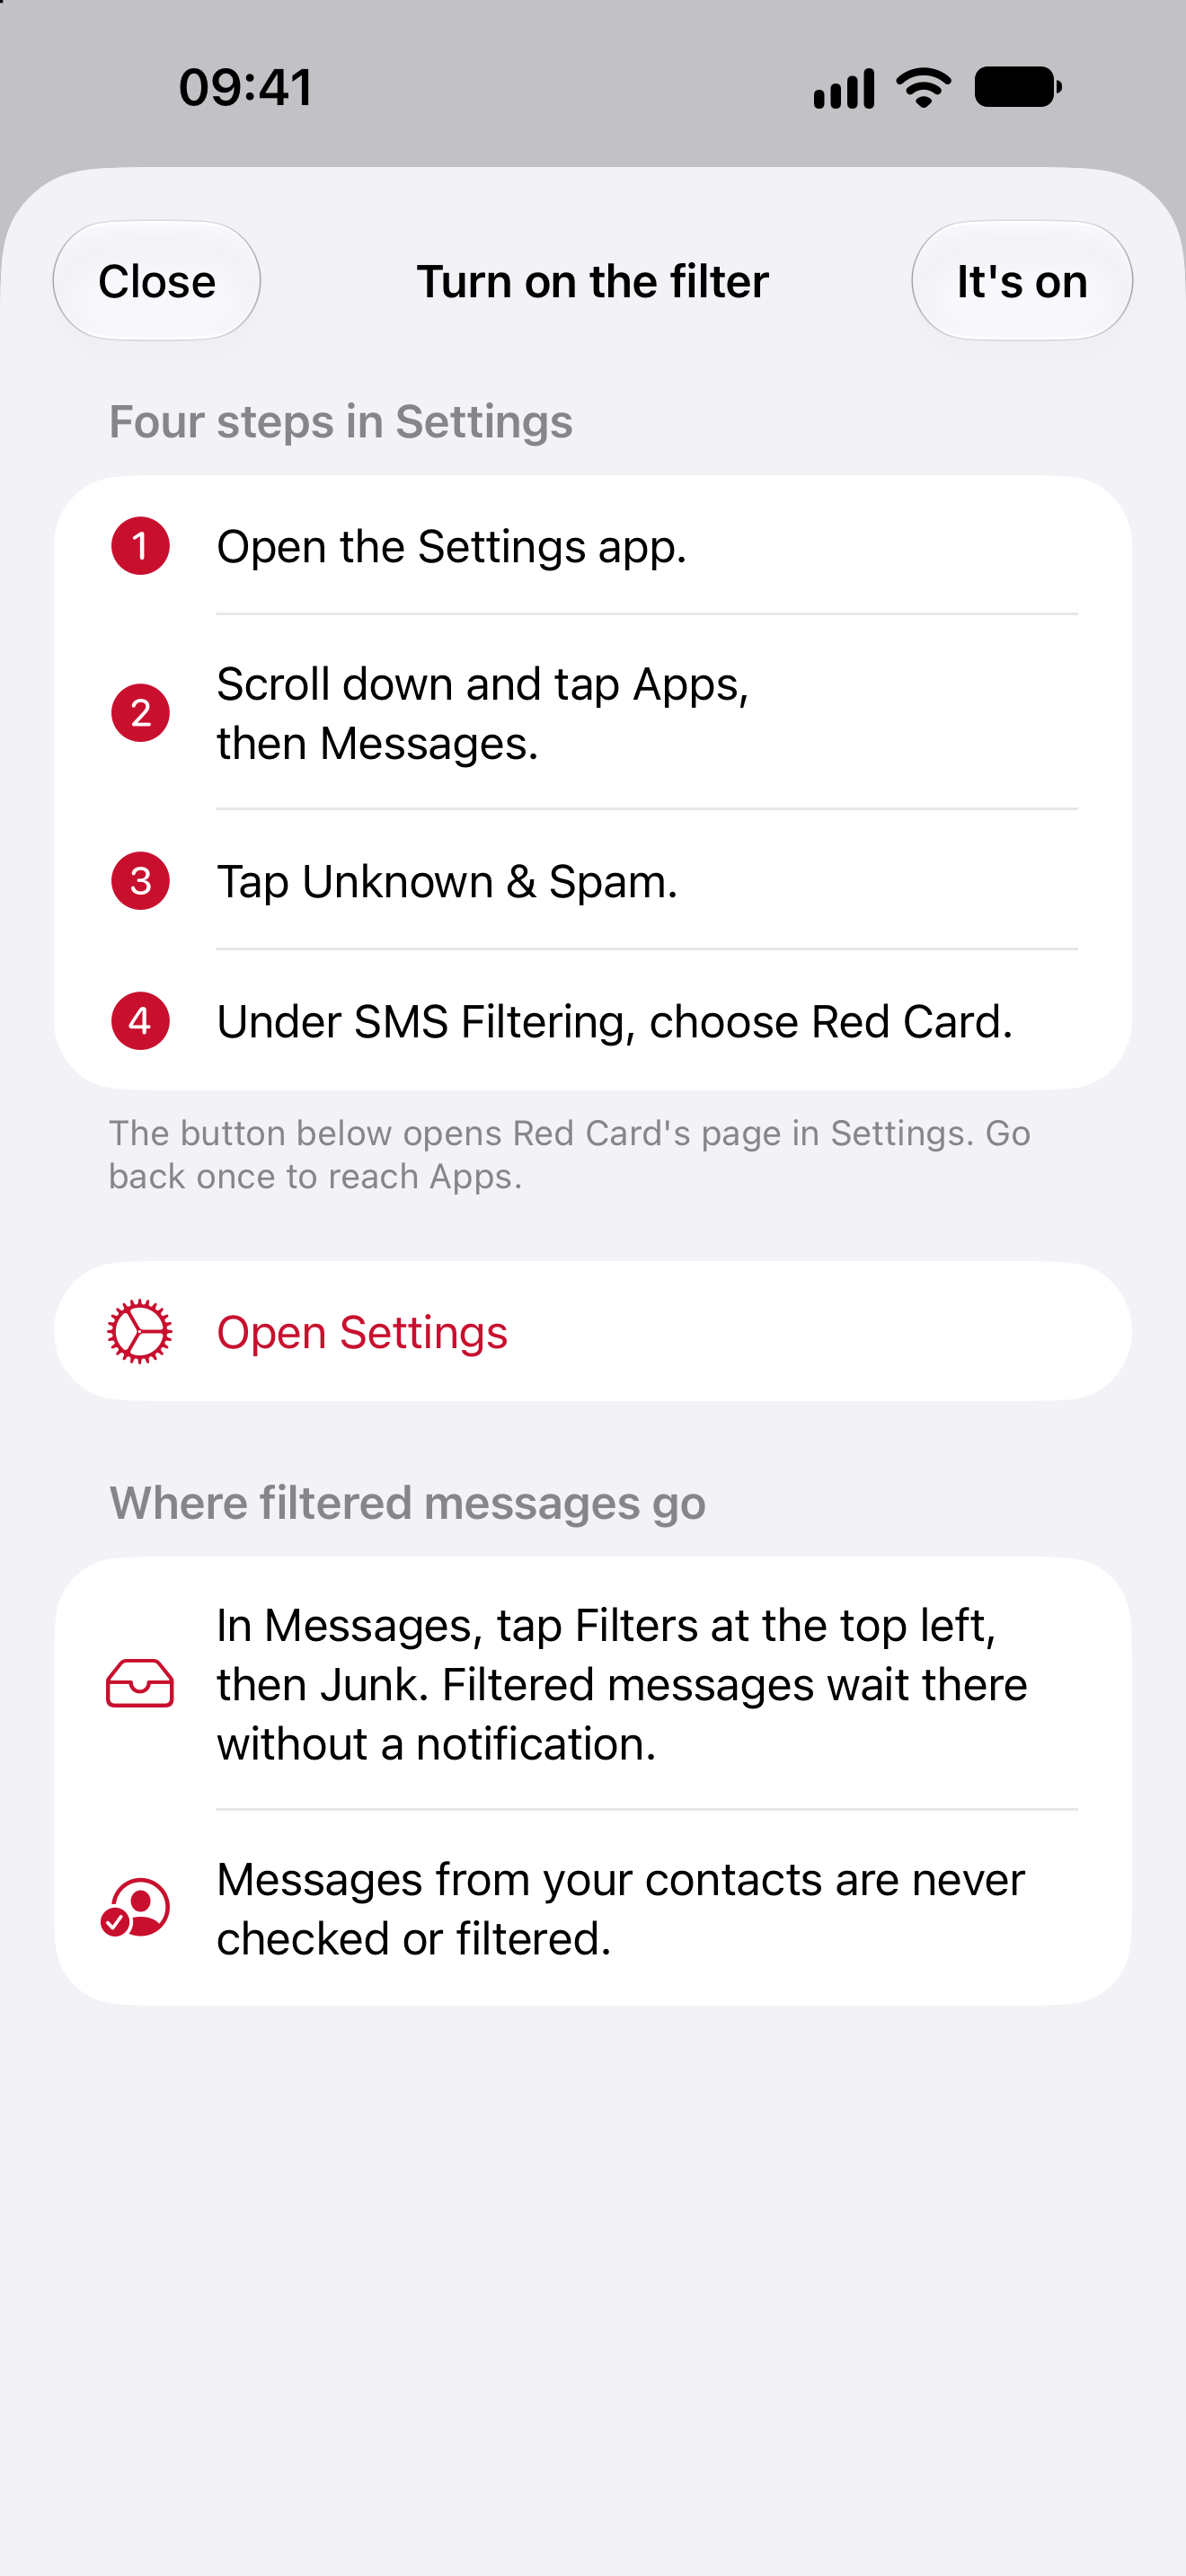 09:41
Close
Turn on the filter
It's on
Four steps in Settings
1 Open the Settings app.
2 Scroll down and tap Apps,
then Messages.
3 Tap Unknown & Spam.
4 Under SMS Filtering, choose Red Card.
The button below opens Red Card's page in Settings. Go
back once to reach Apps.
Open Settings
Where filtered messages go
In Messages, tap Filters at the top left,
then Junk. Filtered messages wait there
without a notification.
Messages from your contacts are never
checked or filtered.